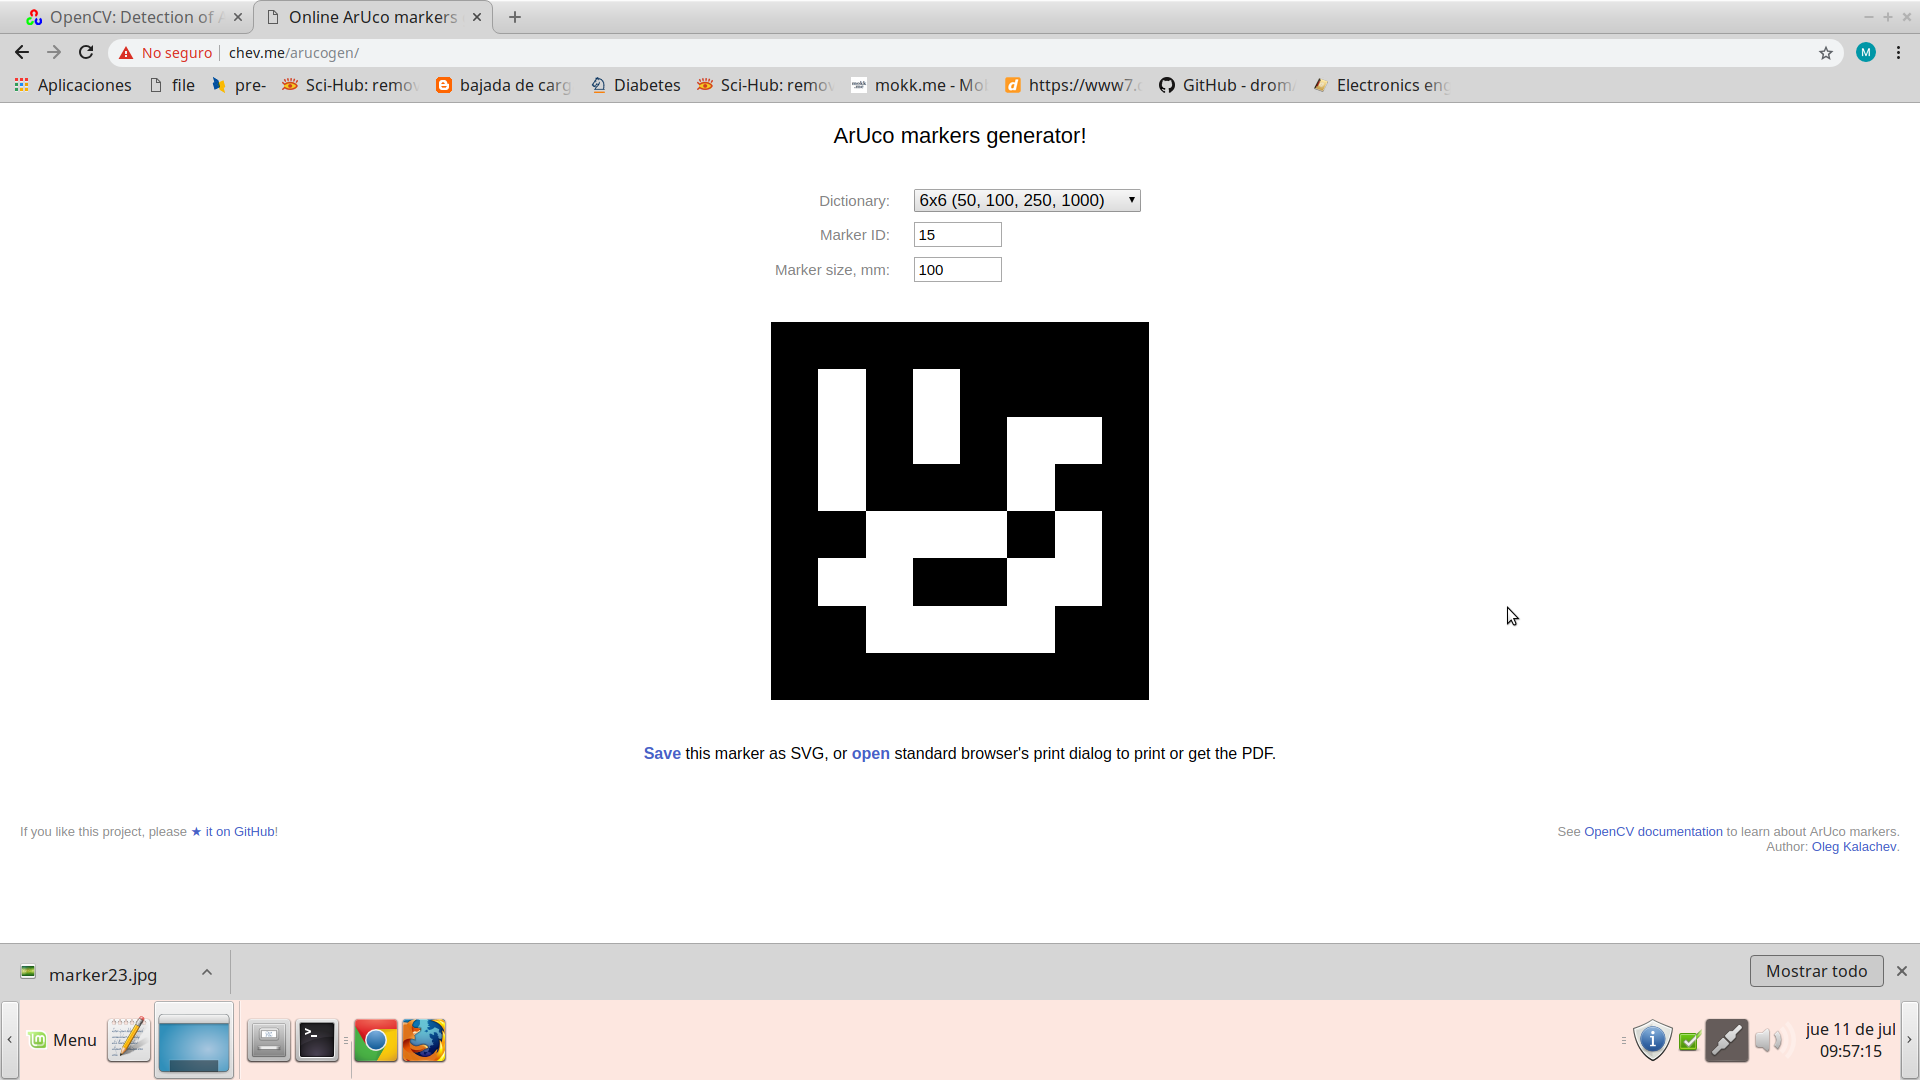 OpenCV: Detection of
Online ArUco markers
No seguro
chev.me/arucogen/
M
Aplicaciones
file
pre-
Sci-Hub: remo
bajada de carg
Diabetes
Sci-Hub: remo
mokk.me - Mo
https://www7.
GitHub - drom
Electronics eng
ArUco markers generator!
Dictionary: 6x6 (50, 100, 250, 1000)
Marker ID: 15
Marker size, mm: 100
Save this marker as SVG, or open standard browser's print dialog to print or get the PDF.
If you like this project, please ★ it on GitHub!
See OpenCV documentation to learn about ArUco markers.
Author: Oleg Kalachev.
marker23.jpg
Mostrar todo
Menu
jue 11 de jul
09:57:15